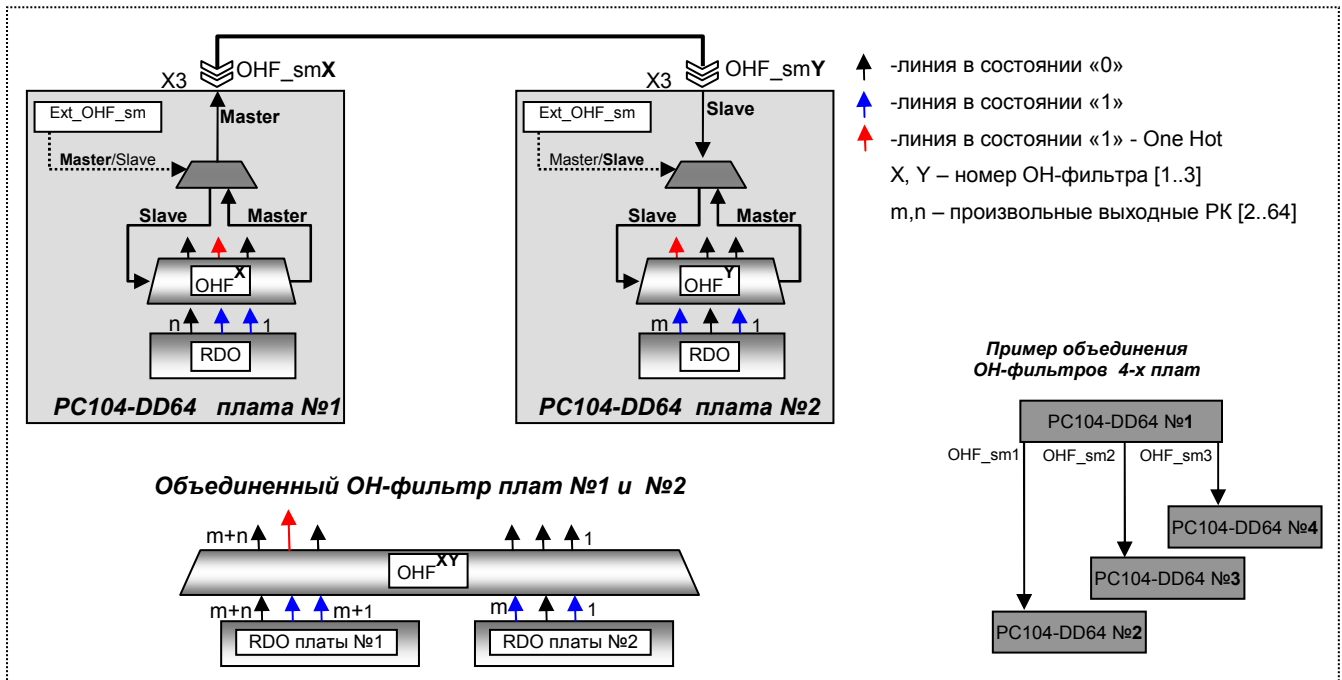 X3
OHF_smX
Ext_OHF_sm
Master
Master/Slave
Slave
Master
OHF X
n
1
RDO
PC104-DD64 плата №1
X3
OHF_smY
Ext_OHF_sm
Slave
Master/Slave
Slave
Master
OHF Y
m
1
RDO
PC104-DD64 плата №2
-линия в состоянии «0»
-линия в состоянии «1»
-линия в состоянии «1» - One Hot
X, Y – номер ОН-фильтра [1..3]
m,n – произвольные выходные РК [2..64]
Объединенный ОН-фильтр плат №1 и №2
m+n
1
OHF XY
m+n
m+1
m
1
RDO платы №1
RDO платы №2
Пример объединения
ОН-фильтров 4-х плат
PC104-DD64 №1
OHF_sm1
OHF_sm2
OHF_sm3
PC104-DD64 №4
PC104-DD64 №3
PC104-DD64 №2